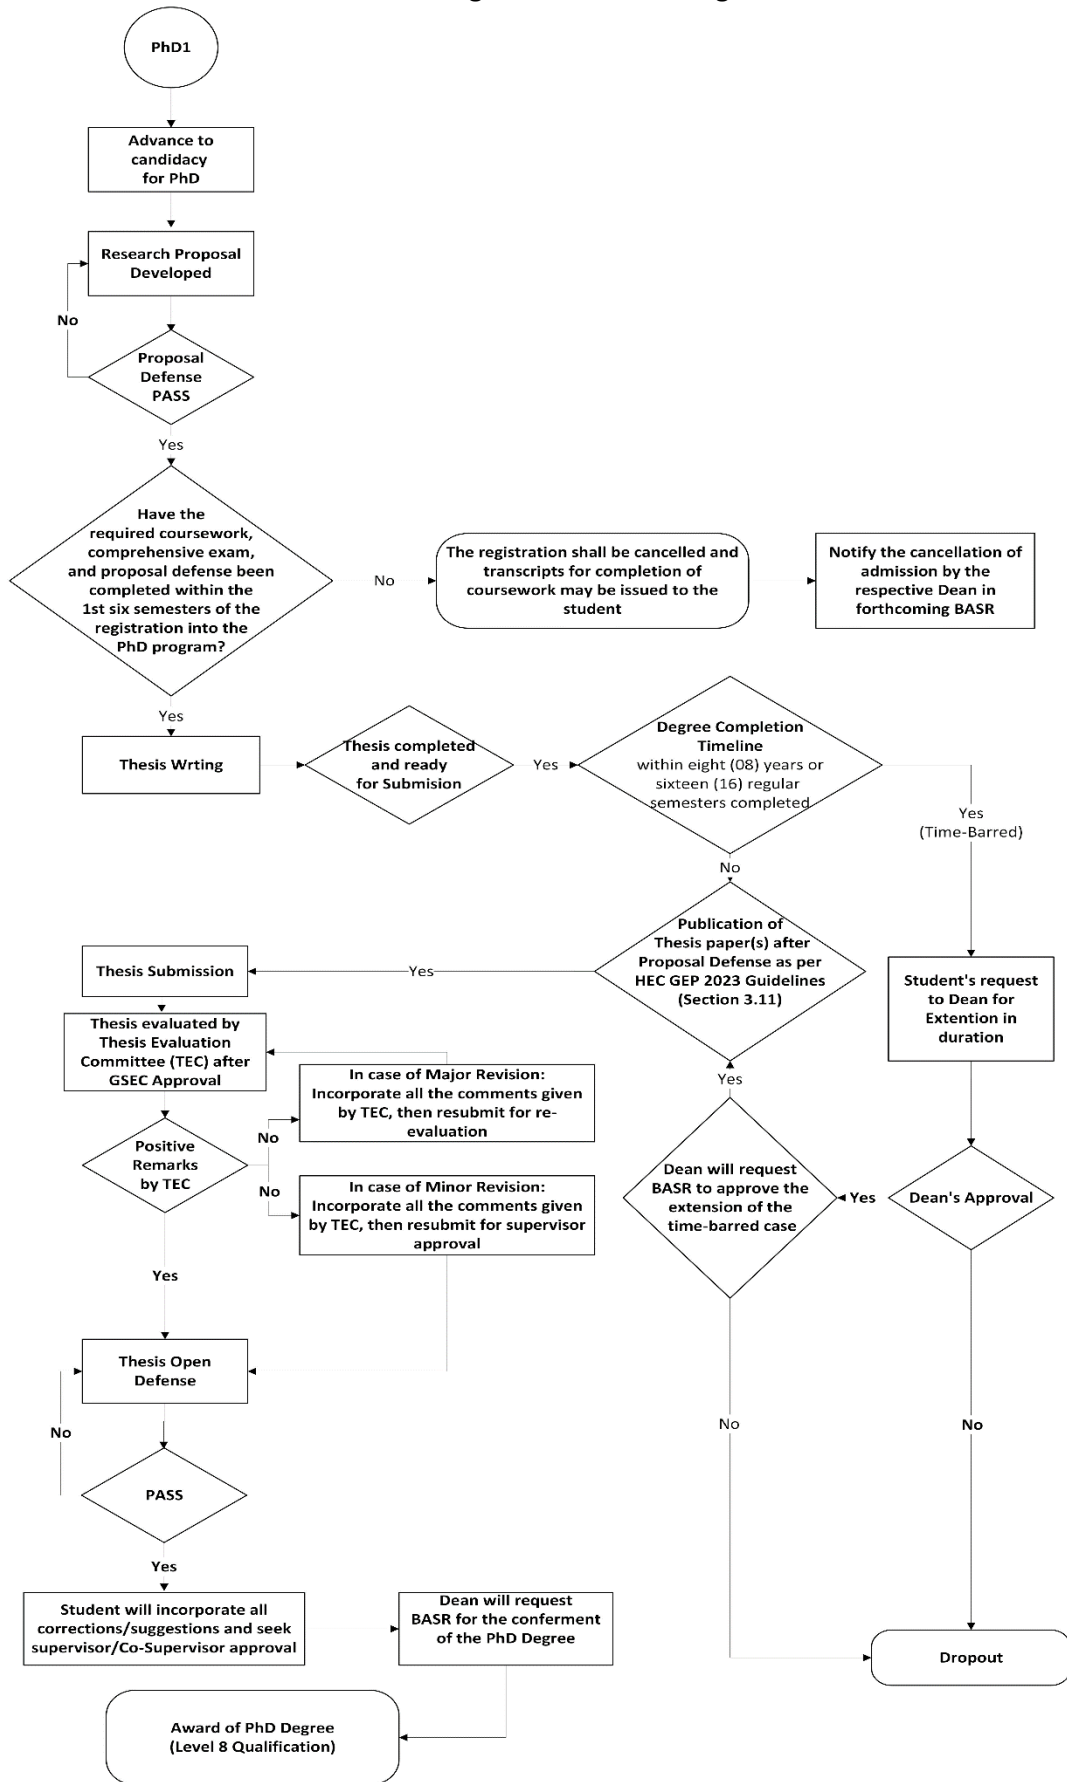 PhD1
Advance to
candidacy
for PhD
Research Proposal
Developed
No
Proposal
Defense
PASS
Yes
Have the
required coursework,
comprehensive exam,
and proposal defense been
completed within the
1st six semesters of the
registration into the
PhD program?
No
The registration shall be cancelled and
transcripts for completion of
coursework may be issued to the
student
Notify the cancellation of
admission by the
respective Dean in
forthcoming BASR
Yes
Thesis Wrting
Thesis completed
and ready
for Submision
Yes
Degree Completion
Timeline
within eight (08) years or
sixteen (16) regular
semesters completed
Yes
(Time-Barred)
No
Publication of
Thesis paper(s) after
Proposal Defense as per
HEC GEP 2023 Guidelines
(Section 3.11)
Yes
Thesis Submission
Student's request
to Dean for
Extention in
duration
Thesis evaluated by
Thesis Evaluation
Committee (TEC) after
GSEC Approval
In case of Major Revision:
Incorporate all the comments given
by TEC, then resubmit for re-
evaluation
Yes
No
Positive
Remarks
by TEC
No
In case of Minor Revision:
Incorporate all the comments given
by TEC, then resubmit for supervisor
approval
Dean will request
BASR to approve the
extension of the
time-barred case
Yes
Dean's Approval
Yes
Thesis Open
Defense
No
No
No
PASS
Yes
Student will incorporate all
corrections/suggestions and seek
supervisor/Co-Supervisor approval
Dean will request
BASR for the conferment
of the PhD Degree
Dropout
Award of PhD Degree
(Level 8 Qualification)